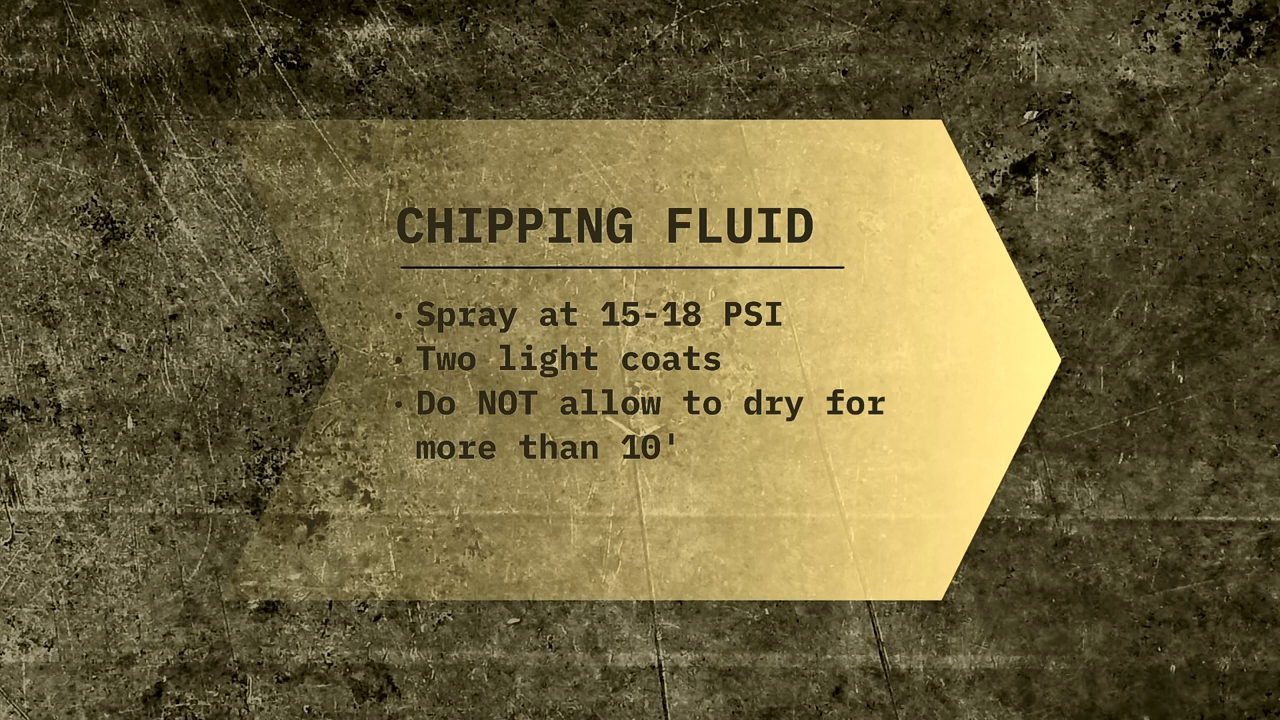 CHIPPING FLUID
· Spray at 15-18 PSI
· Two light coats
· Do NOT allow to dry for
more than 10'